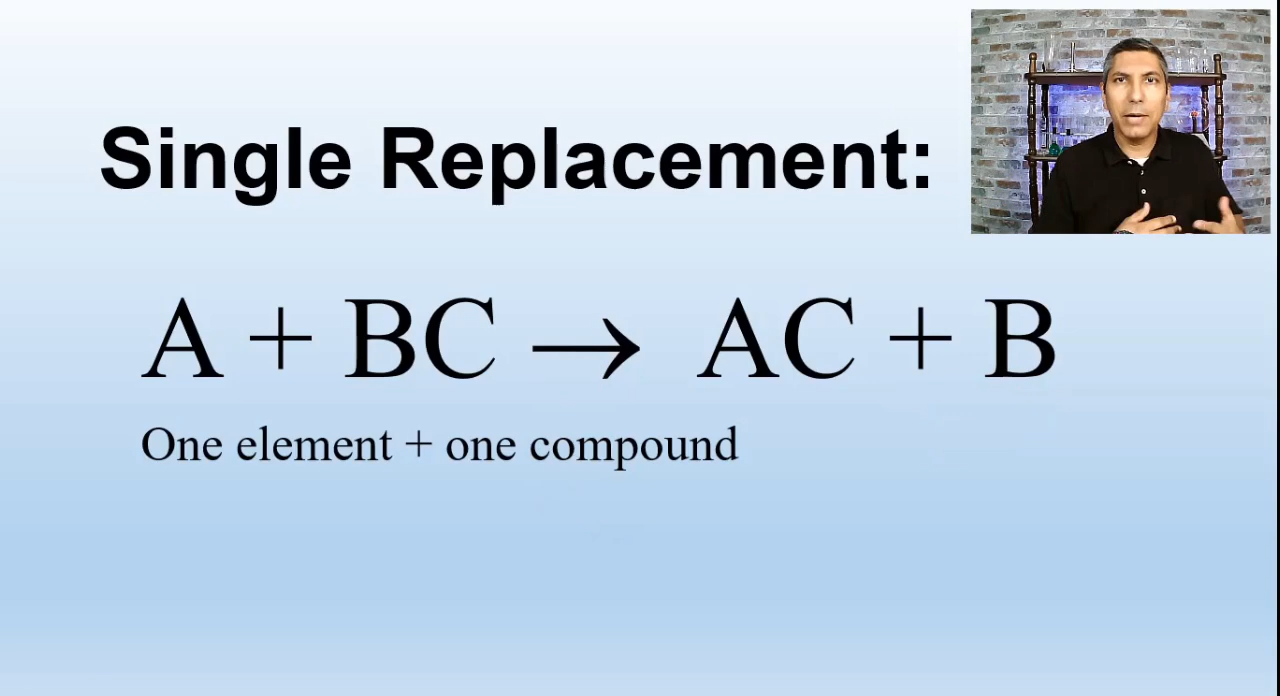 Single Replacement:
A + BC → AC + B
One element + one compound